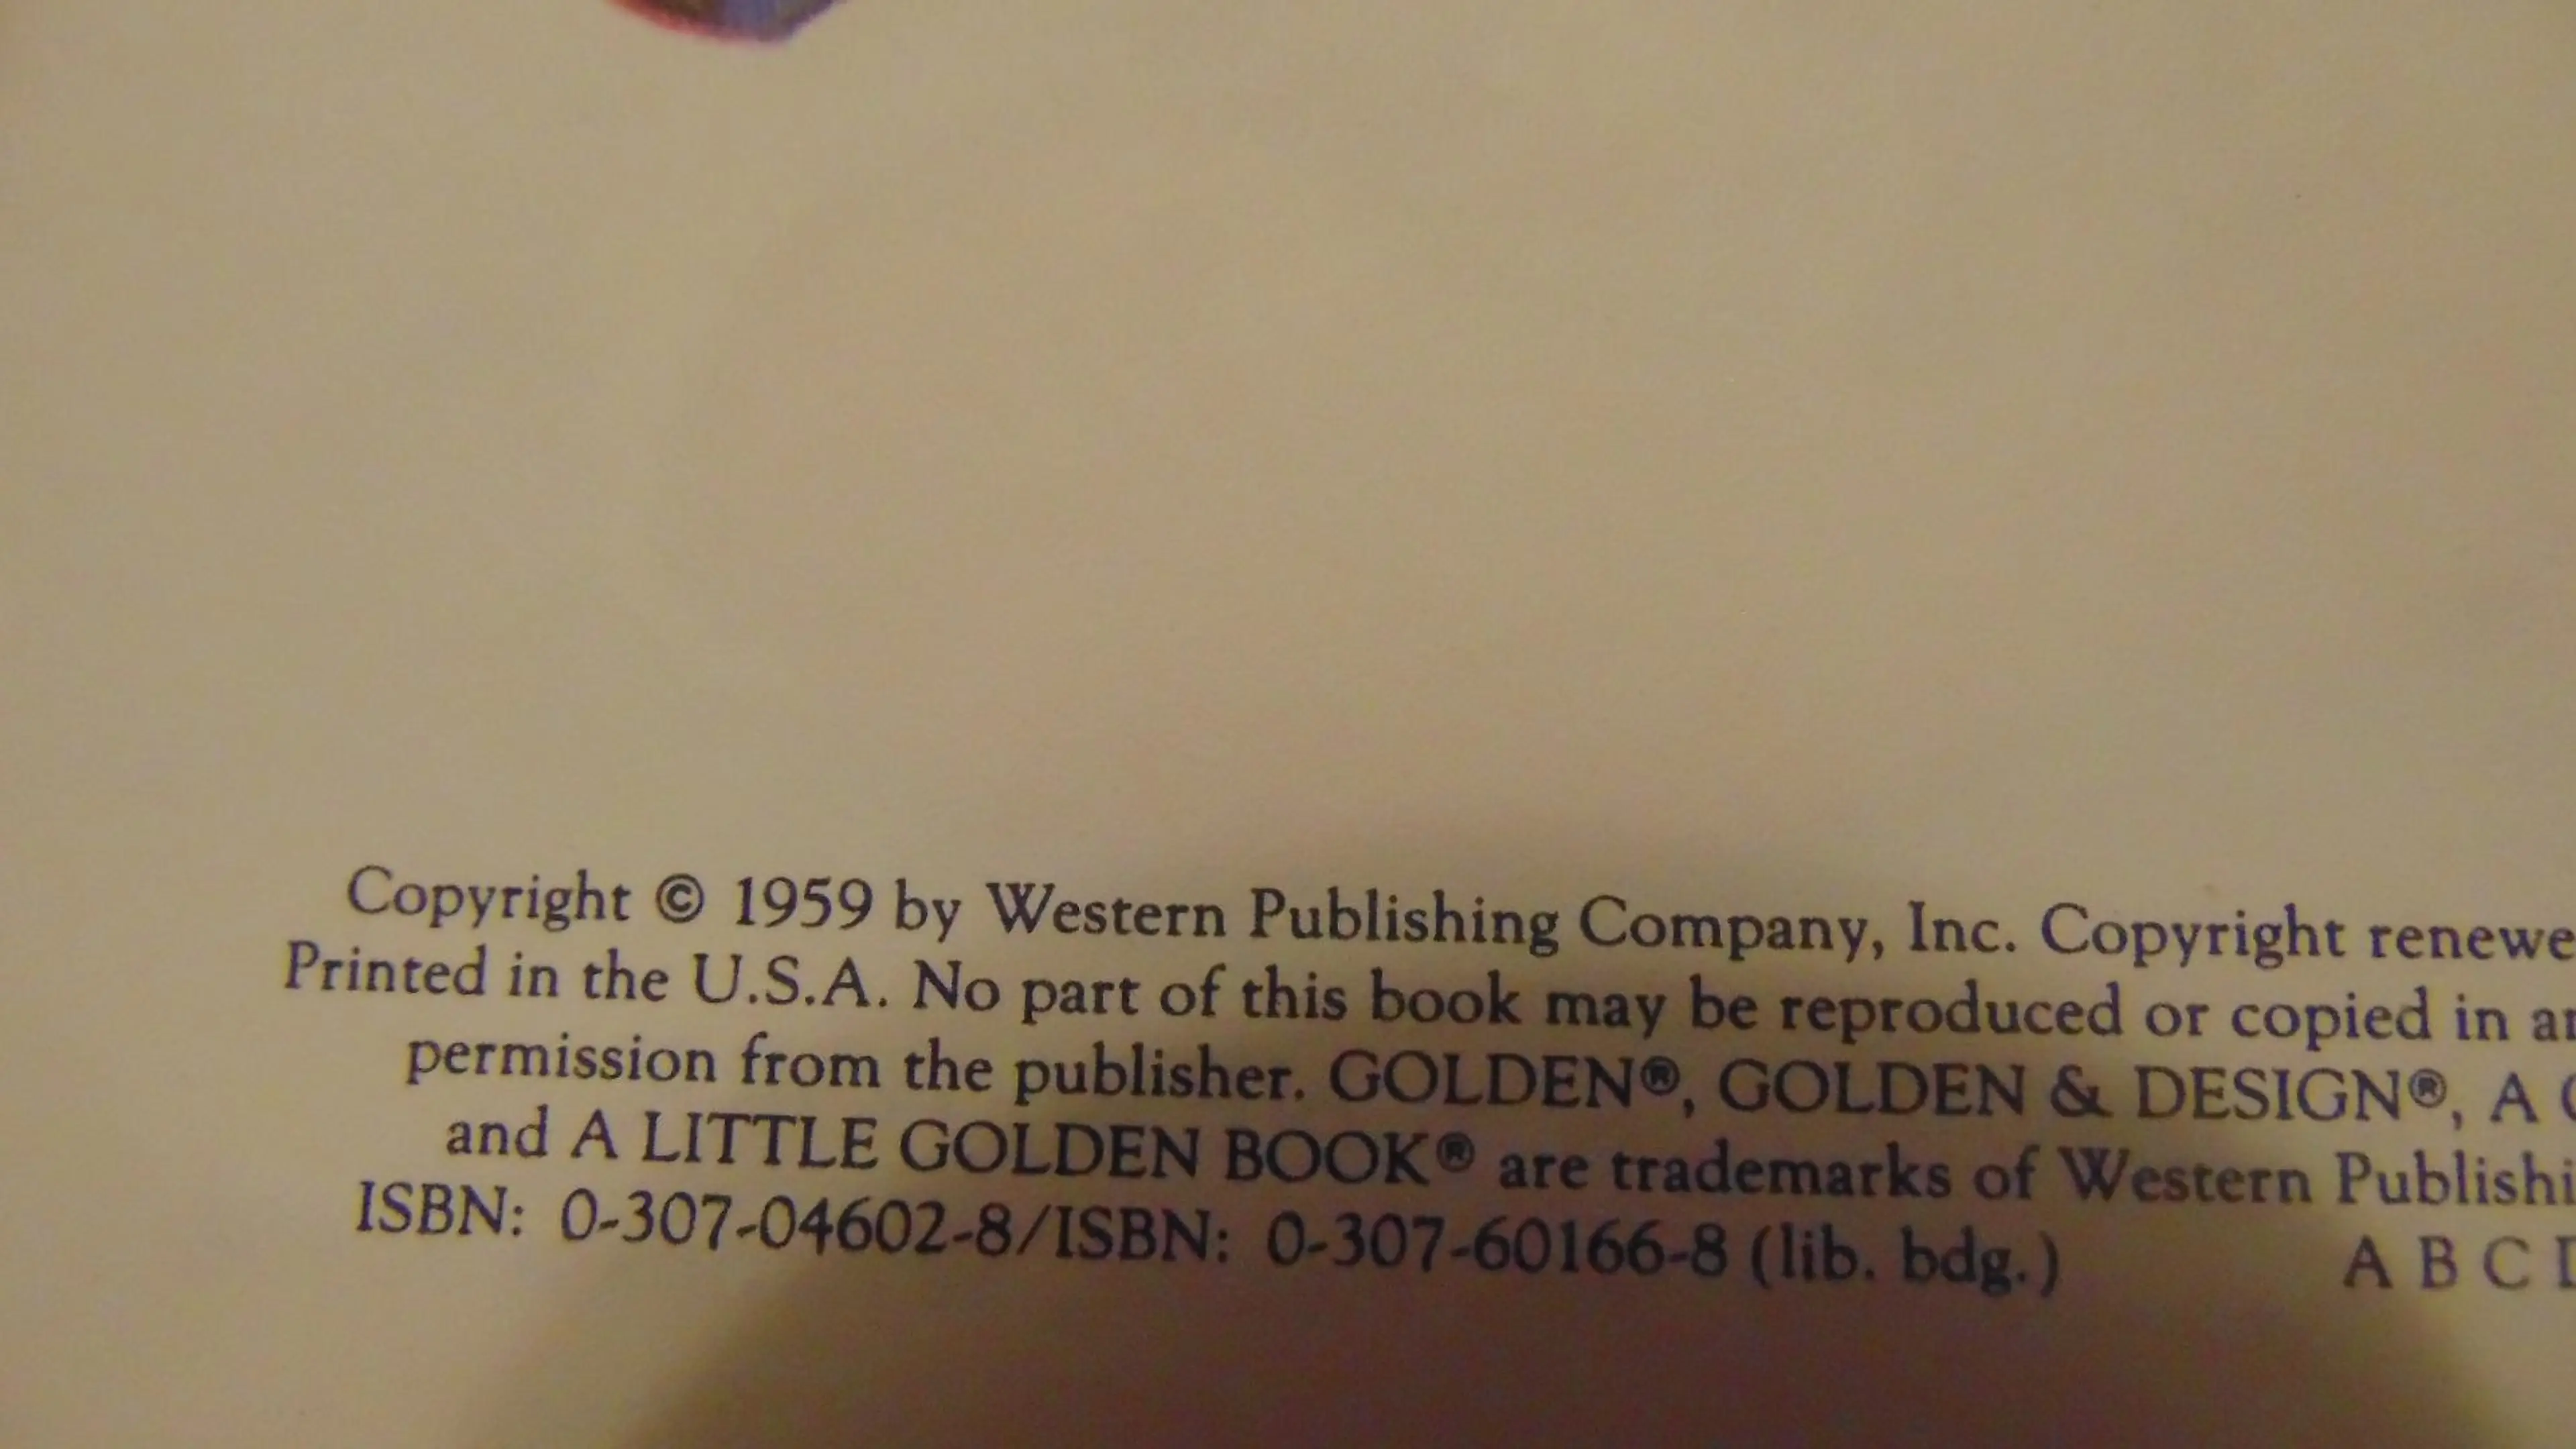 Copyright © 1959 by Western Publishing Company, Inc. Copyright renewe
Printed in the U.S.A. No part of this book may be reproduced or copied in an
permission from the publisher. GOLDEN®, GOLDEN & DESIGN®, A G
and A LITTLE GOLDEN BOOK® are trademarks of Western Publishi
ISBN: 0-307-04602-8/ISBN: 0-307-60166-8 (lib. bdg.) A B C D